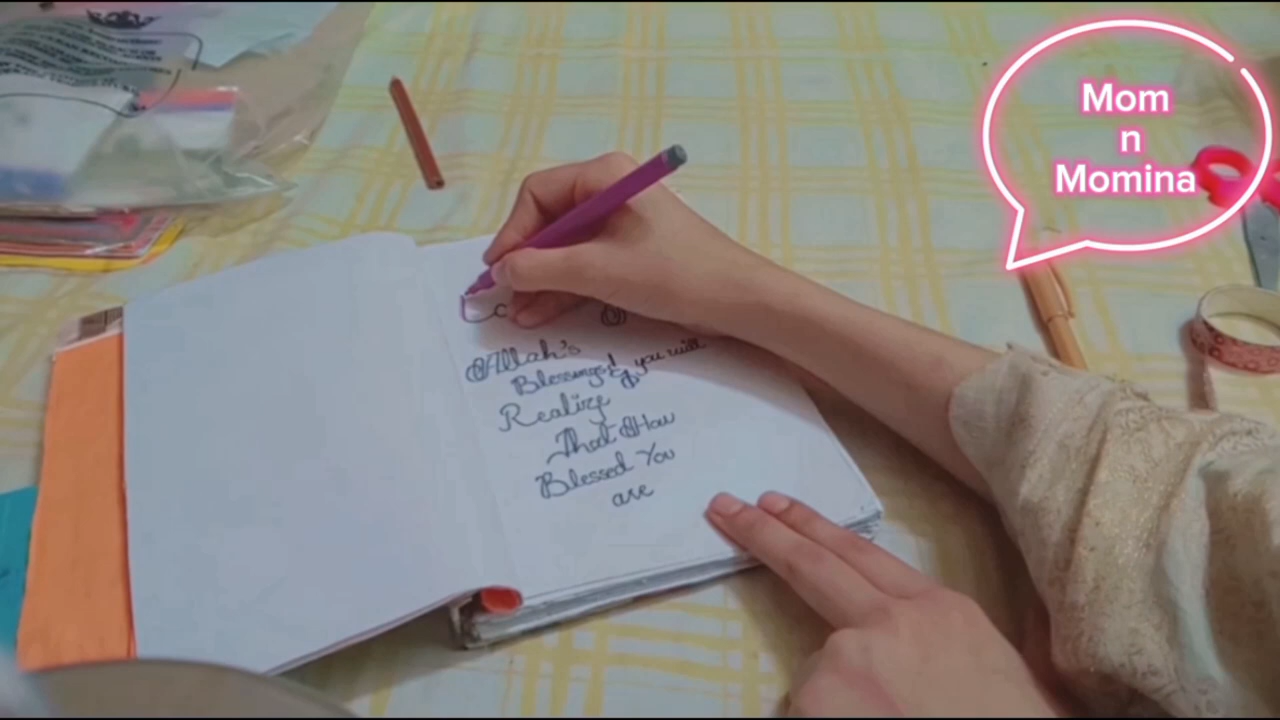 Mom
n
Momina
Allah's
Blessings! you will
Realize
That How
Blessed You
are